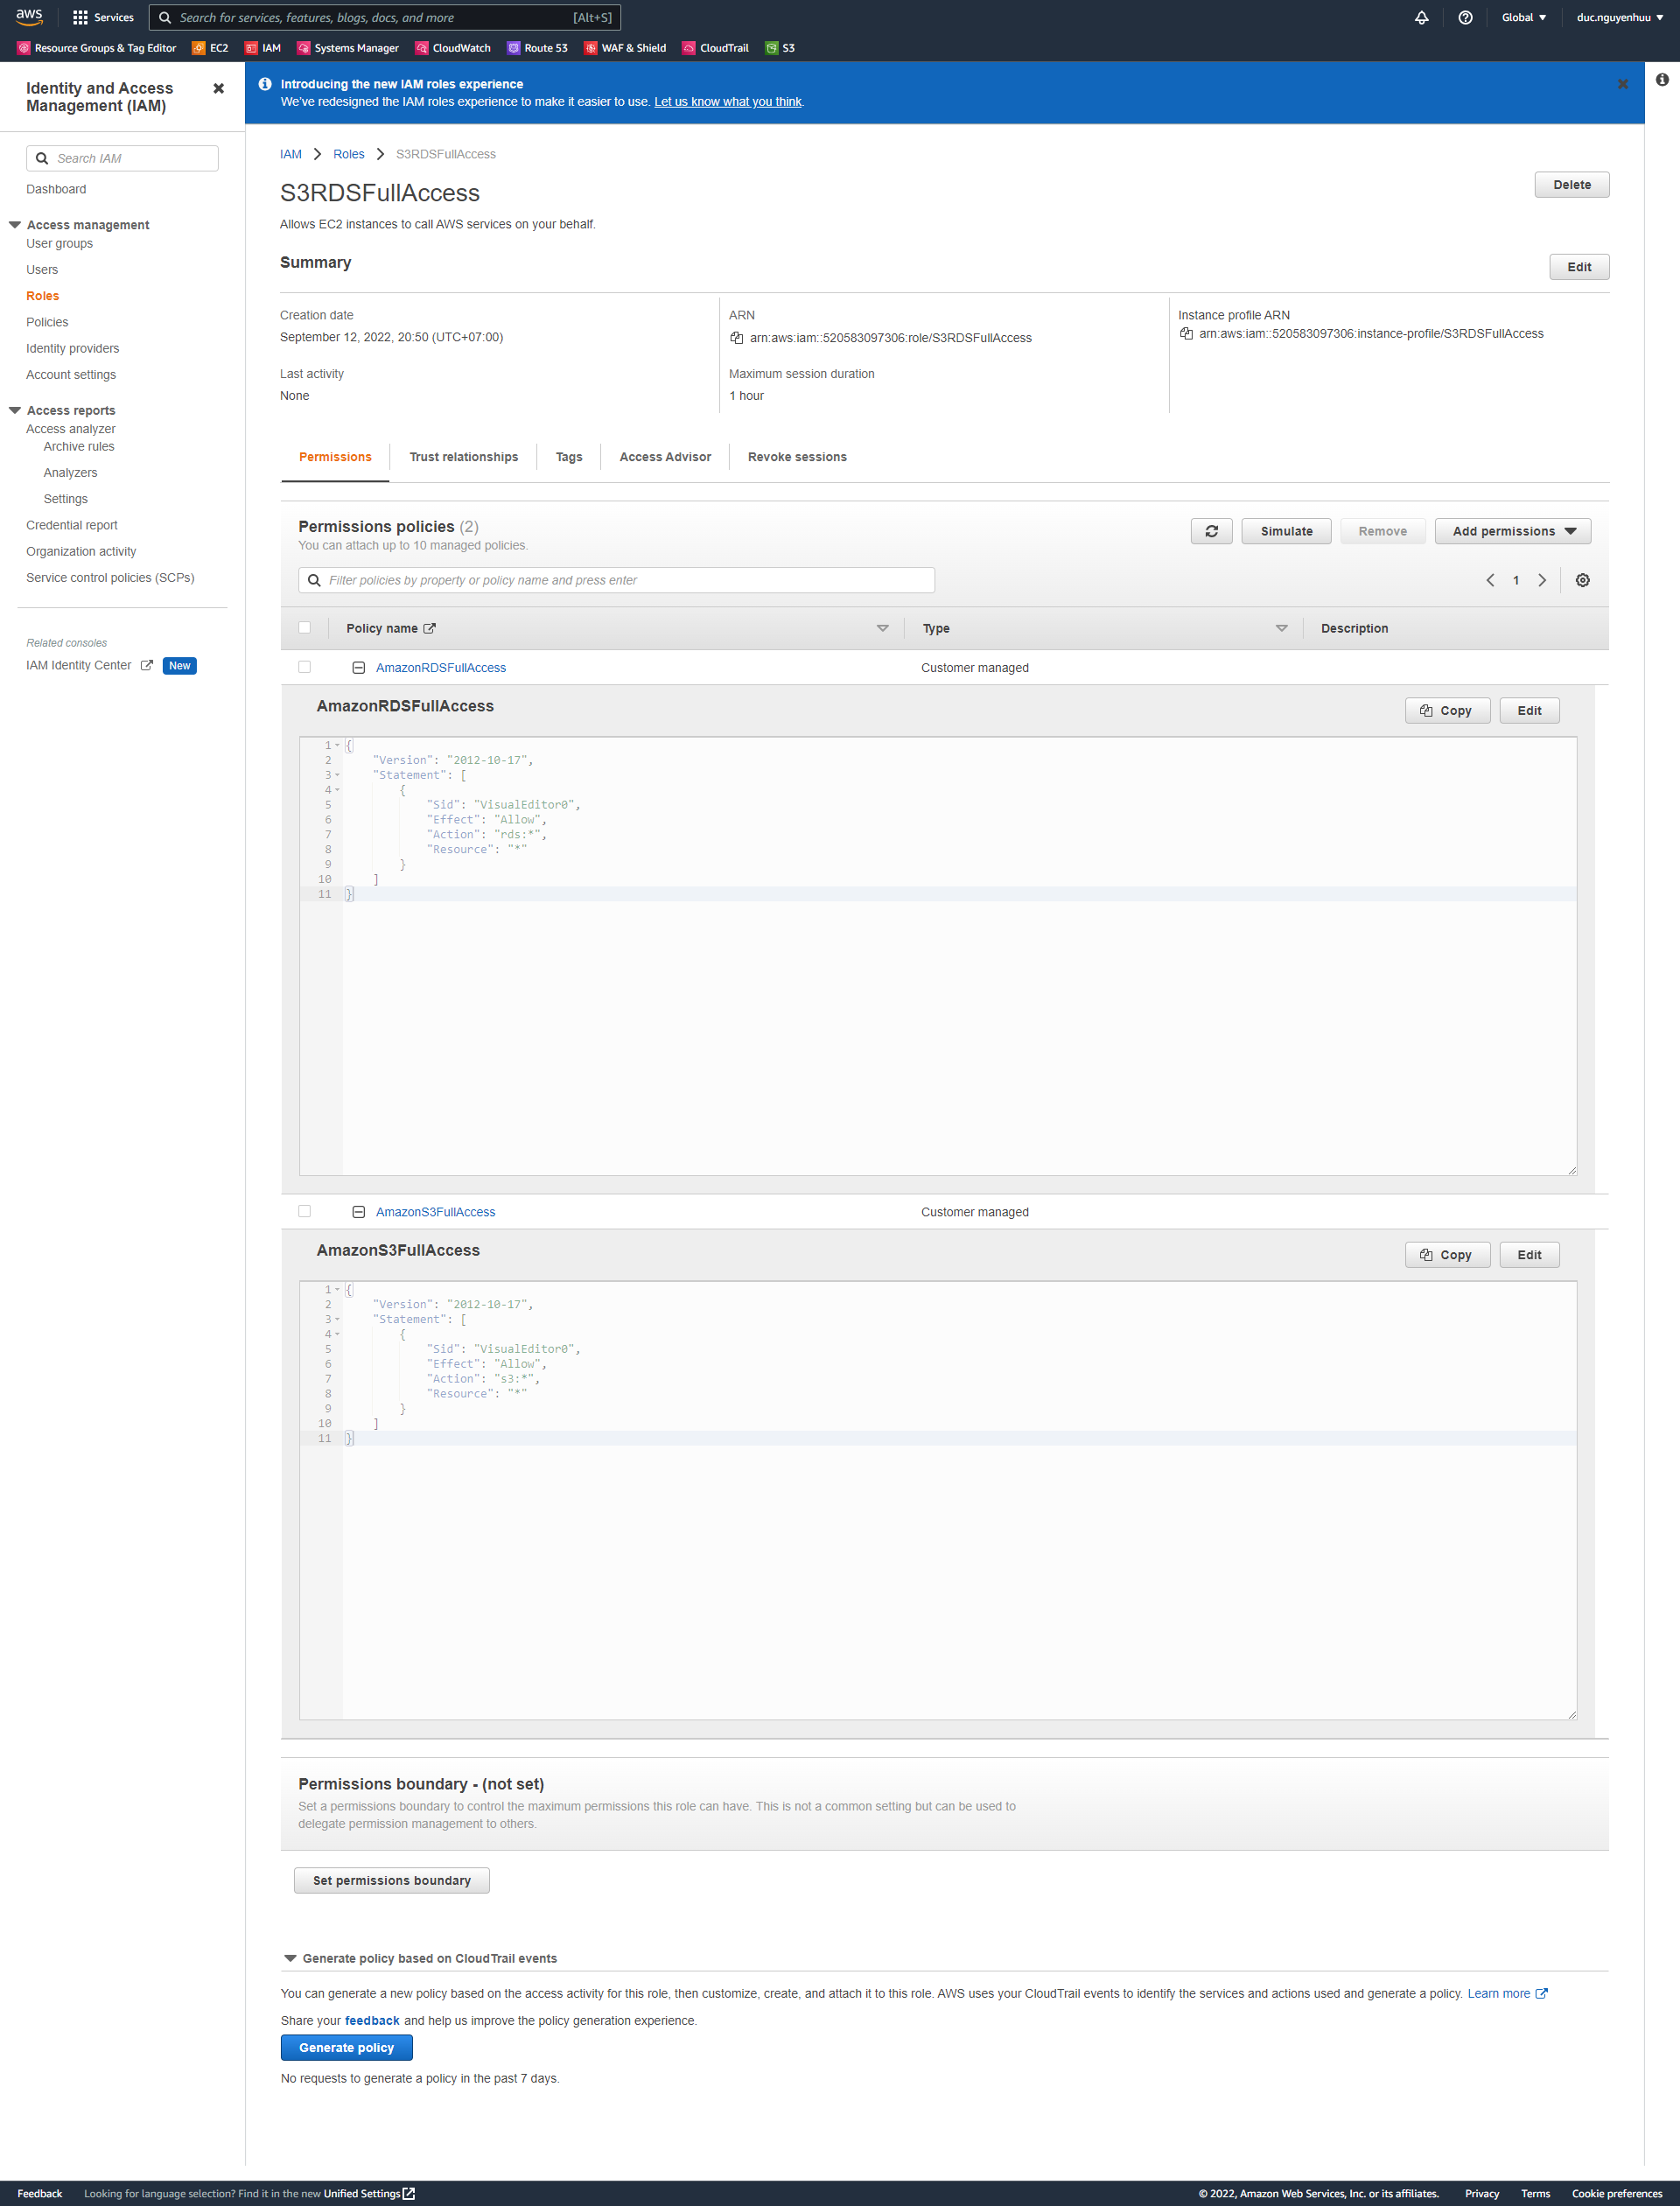 aws
Services
Search for services, features, blogs, docs, and more
[Alt+S]
Global
duc.nguyenhuu
Resource Groups & Tag Editor
EC2
IAM
Systems Manager
CloudWatch
Route 53
WAF & Shield
CloudTrail
S3
Identity and Access
Management (IAM)
Search IAM
Dashboard
Access management
User groups
Users
Roles
Policies
Identity providers
Account settings
Access reports
Access analyzer
Archive rules
Analyzers
Settings
Credential report
Organization activity
Service control policies (SCPs)
Related consoles
IAM Identity Center
New
Introducing the new IAM roles experience
We've redesigned the IAM roles experience to make it easier to use. Let us know what you think.
IAM
Roles
S3RDSFullAccess
S3RDSFullAccess
Delete
Allows EC2 instances to call AWS services on your behalf.
Summary
Edit
Creation date
September 12, 2022, 20:50 (UTC+07:00)
Last activity
None
ARN
arn:aws:iam::520583097306:role/S3RDSFullAccess
Maximum session duration
1 hour
Instance profile ARN
arn:aws:iam::520583097306:instance-profile/S3RDSFullAccess
Permissions
Trust relationships
Tags
Access Advisor
Revoke sessions
Permissions policies (2)
You can attach up to 10 managed policies.
Simulate
Remove
Add permissions
Filter policies by property or policy name and press enter
1
Policy name
Type
Description
AmazonRDSFullAccess
Customer managed
AmazonRDSFullAccess
Copy
Edit
1 {
2 "Version": "2012-10-17",
3 "Statement": [
4 {
5 "Sid": "VisualEditor0",
6 "Effect": "Allow",
7 "Action": "rds:*",
8 "Resource": "*"
9 }
10 ]
11 }
AmazonS3FullAccess
Customer managed
AmazonS3FullAccess
Copy
Edit
1 {
2 "Version": "2012-10-17",
3 "Statement": [
4 {
5 "Sid": "VisualEditor0",
6 "Effect": "Allow",
7 "Action": "s3:*",
8 "Resource": "*"
9 }
10 ]
11 }
Permissions boundary - (not set)
Set a permissions boundary to control the maximum permissions this role can have. This is not a common setting but can be used to
delegate permission management to others.
Set permissions boundary
Generate policy based on CloudTrail events
You can generate a new policy based on the access activity for this role, then customize, create, and attach it to this role. AWS uses your CloudTrail events to identify the services and actions used and generate a policy. Learn more
Share your feedback and help us improve the policy generation experience.
Generate policy
No requests to generate a policy in the past 7 days.
Feedback
Looking for language selection? Find it in the new Unified Settings
© 2022, Amazon Web Services, Inc. or its affiliates.
Privacy
Terms
Cookie preferences